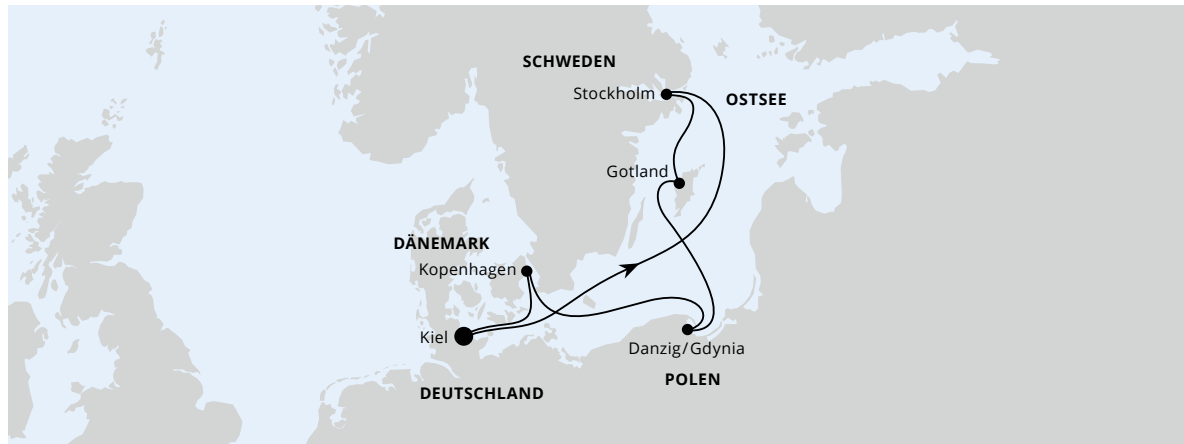 SCHWEDEN
Stockholm
OSTSEE
Gotland
DÄNEMARK
Kopenhagen
Kiel
Danzig/Gdynia
POLEN
DEUTSCHLAND